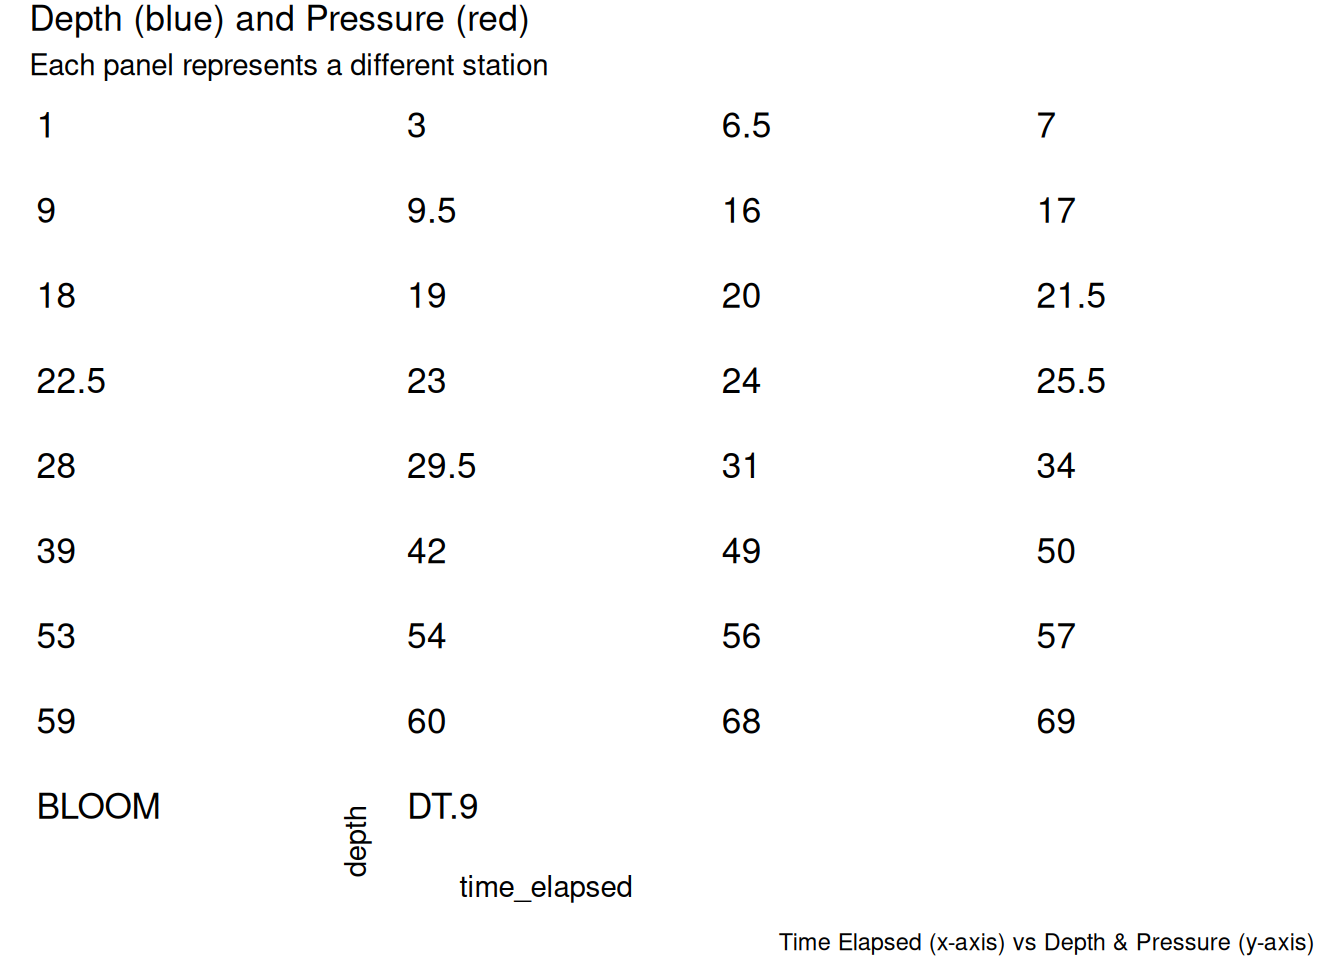 Depth (blue) and Pressure (red)
Each panel represents a different station
1 3 6.5 7
9 9.5 16 17
18 19 20 21.5
22.5 23 24 25.5
28 29.5 31 34
39 42 49 50
53 54 56 57
59 60 68 69
BLOOM DT.9
depth
time_elapsed
Time Elapsed (x-axis) vs Depth & Pressure (y-axis)